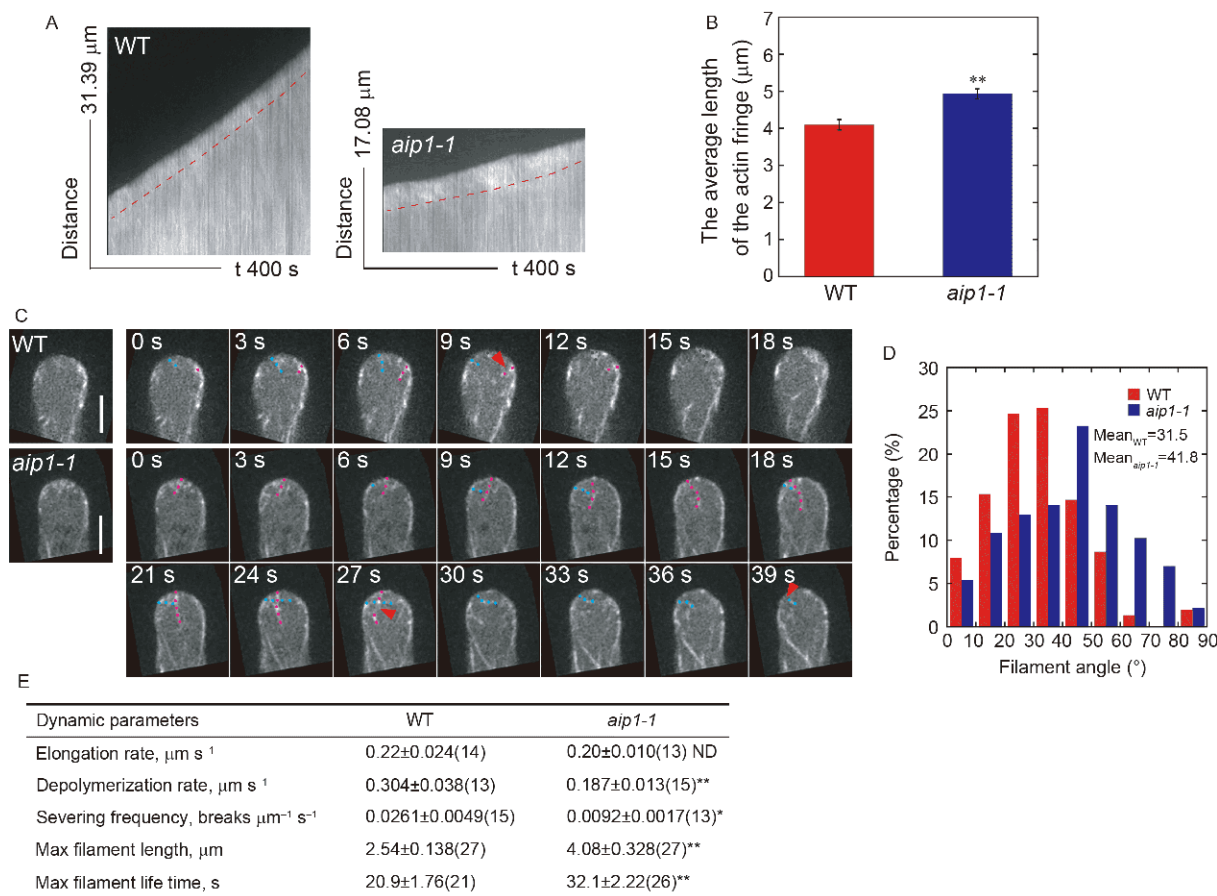 A
WT
31.39 μm
Distance
t 400 s
aip1-1
17.08 μm
Distance
t 400 s
B
The average length
of the actin fringe (μm)
7
6
5
4
3
2
1
0
**
WT
aip1-1
C
WT
0 s 3 s 6 s 9 s 12 s 15 s 18 s
aip1-1
0 s 3 s 6 s 9 s 12 s 15 s 18 s
21 s 24 s 27 s 30 s 33 s 36 s 39 s
D
Percentage (%)
30
25
20
15
10
5
0
WT
aip1-1
Mean WT=31.5
Mean aip1-1=41.8
0 10 20 30 40 50 60 70 80 90
Filament angle (°)
E
Dynamic parameters WT aip1-1
Elongation rate, μm s ¹ 0.22±0.024(14) 0.20±0.010(13) ND
Depolymerization rate, μm s ¹ 0.304±0.038(13) 0.187±0.013(15)**
Severing frequency, breaks μm⁻¹ s⁻¹ 0.0261±0.0049(15) 0.0092±0.0017(13)*
Max filament length, μm 2.54±0.138(27) 4.08±0.328(27)**
Max filament life time, s 20.9±1.76(21) 32.1±2.22(26)**